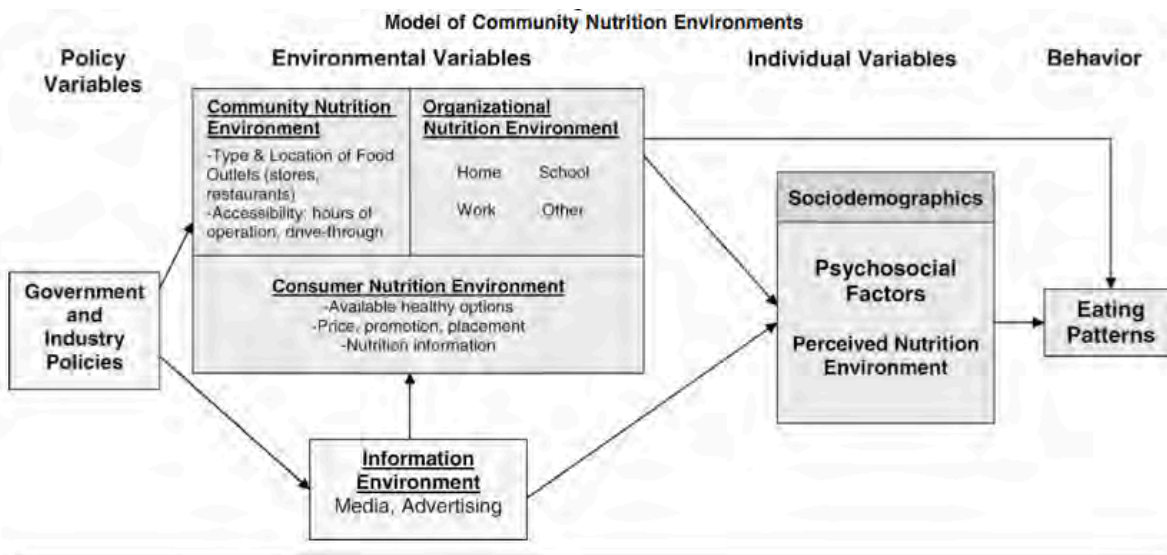 Model of Community Nutrition Environments
Policy
Variables
Environmental Variables
Individual Variables
Behavior
Community Nutrition
Environment
-Type & Location of Food
Outlets (stores,
restaurants)
-Accessibility: hours of
operation, drive-through
Organizational
Nutrition Environment
Home School
Work Other
Consumer Nutrition Environment
-Available healthy options
-Price, promotion, placement
-Nutrition information
Government
and
Industry
Policies
Information
Environment
Media, Advertising
Sociodemographics
Psychosocial
Factors
Perceived Nutrition
Environment
Eating
Patterns